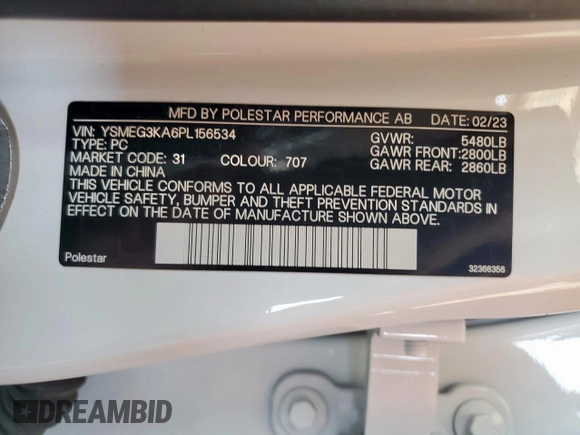 MFD BY POLESTAR PERFORMANCE AB DATE: 02/23
VIN: YSMEG3KA6PL156534 GVWR: 5480LB
TYPE: PC GAWR FRONT: 2800LB
MARKET CODE: 31 COLOUR: 707 GAWR REAR: 2860LB
MADE IN CHINA
THIS VEHICLE CONFORMS TO ALL APPLICABLE FEDERAL MOTOR
VEHICLE SAFETY, BUMPER AND THEFT PREVENTION STANDARDS IN
EFFECT ON THE DATE OF MANUFACTURE SHOWN ABOVE.
Polestar 32366356
DREAMBID